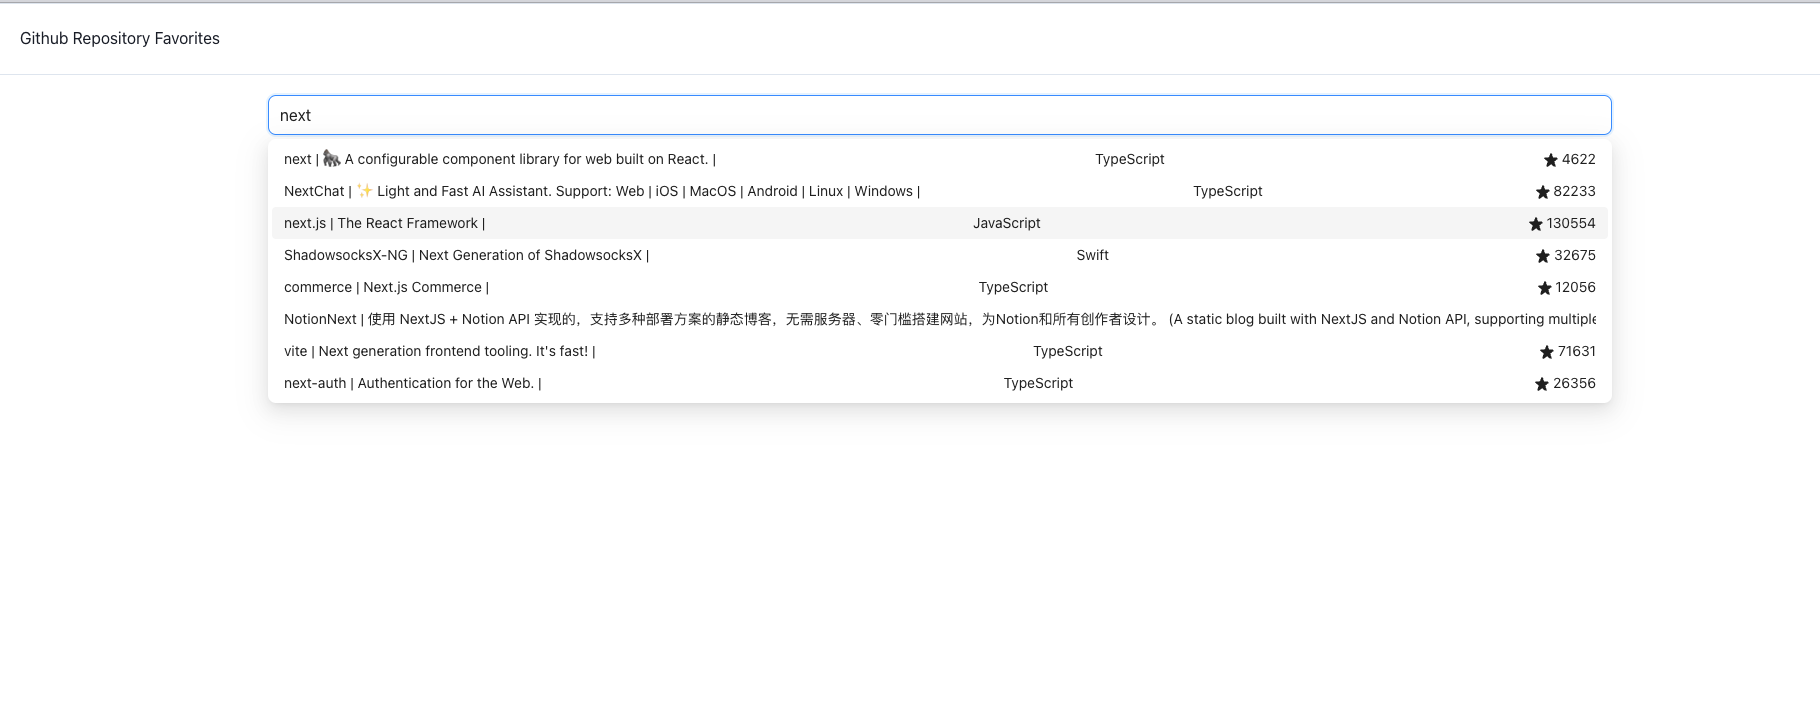 Github Repository Favorites
next
next | 🦍 A configurable component library for web built on React. | TypeScript ★ 4622
NextChat | ✨ Light and Fast AI Assistant. Support: Web | iOS | MacOS | Android | Linux | Windows | TypeScript ★ 82233
next.js | The React Framework | JavaScript ★ 130554
ShadowsocksX-NG | Next Generation of ShadowsocksX | Swift ★ 32675
commerce | Next.js Commerce | TypeScript ★ 12056
NotionNext | 使用 NextJS + Notion API 实现的，支持多种部署方案的静态博客，无需服务器、零门槛搭建网站，为Notion和所有创作者设计。 (A static blog built with NextJS and Notion API, supporting multiple
vite | Next generation frontend tooling. It's fast! | TypeScript ★ 71631
next-auth | Authentication for the Web. | TypeScript ★ 26356